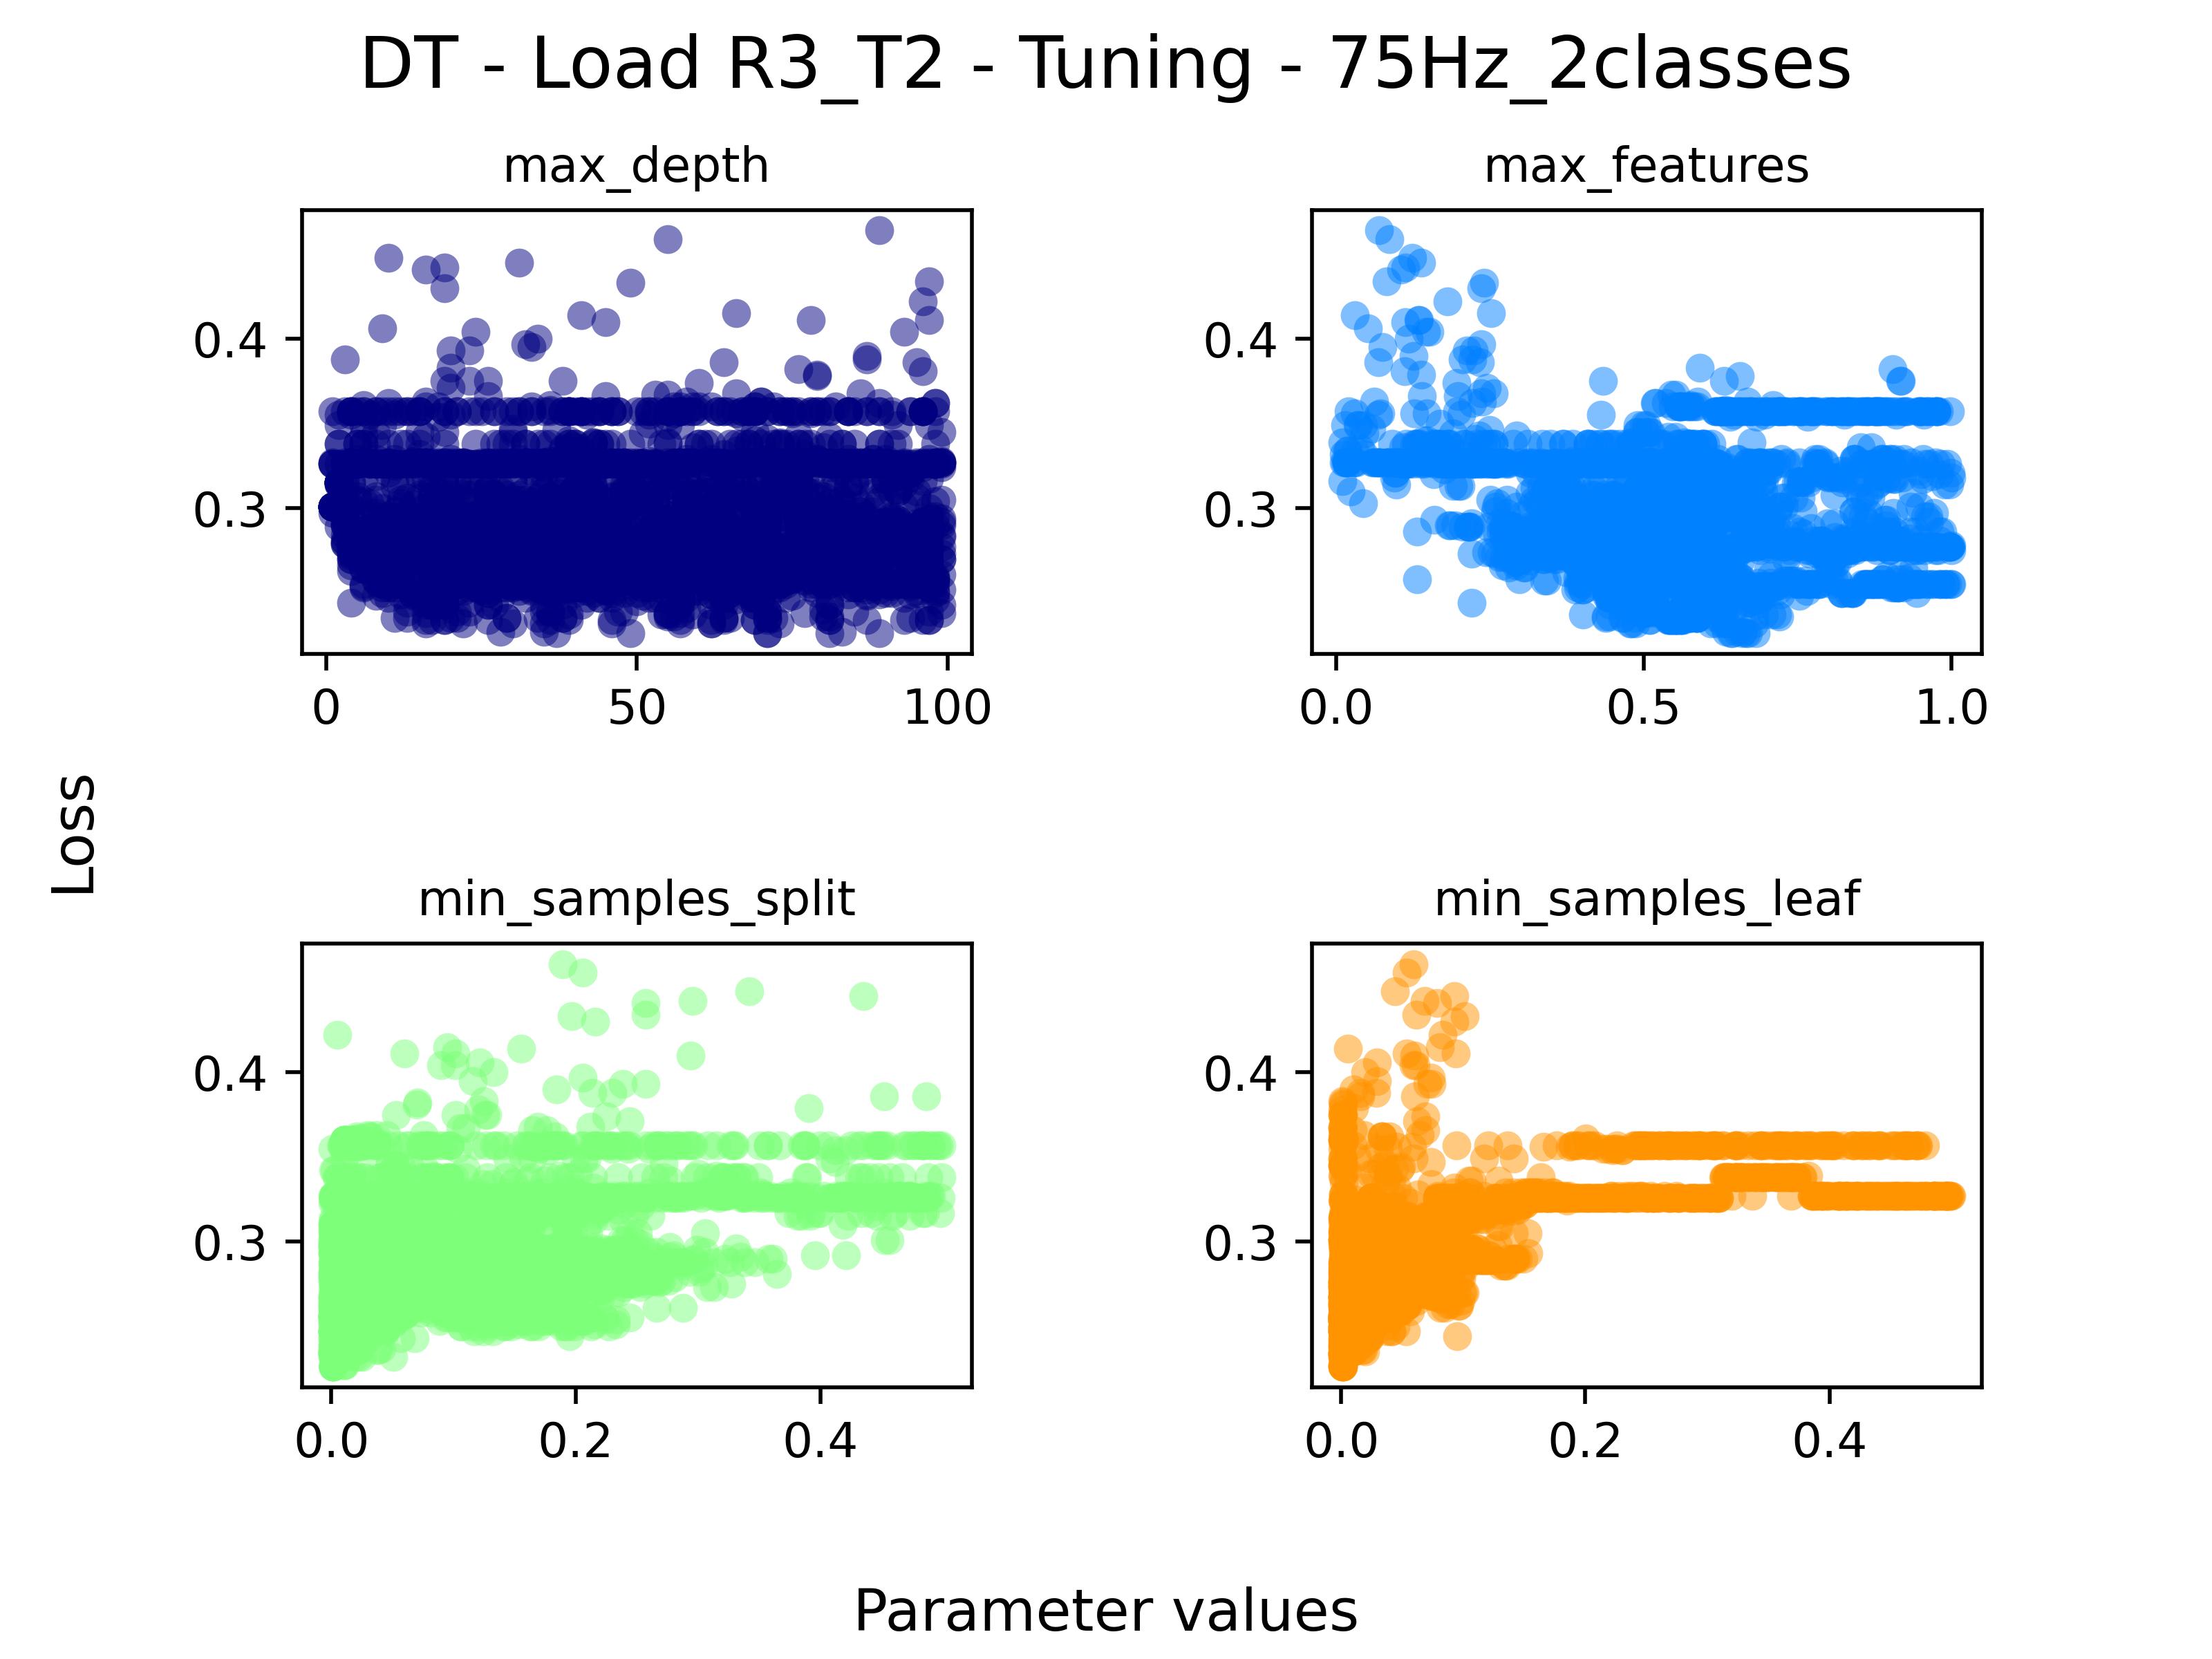 DT - Load R3_T2 - Tuning - 75Hz_2classes
max_depth
max_features
0.4
0.3
0
50
100
0.4
0.3
0.0
0.5
1.0
Loss
min_samples_split
min_samples_leaf
0.4
0.3
0.0
0.2
0.4
0.4
0.3
0.0
0.2
0.4
Parameter values